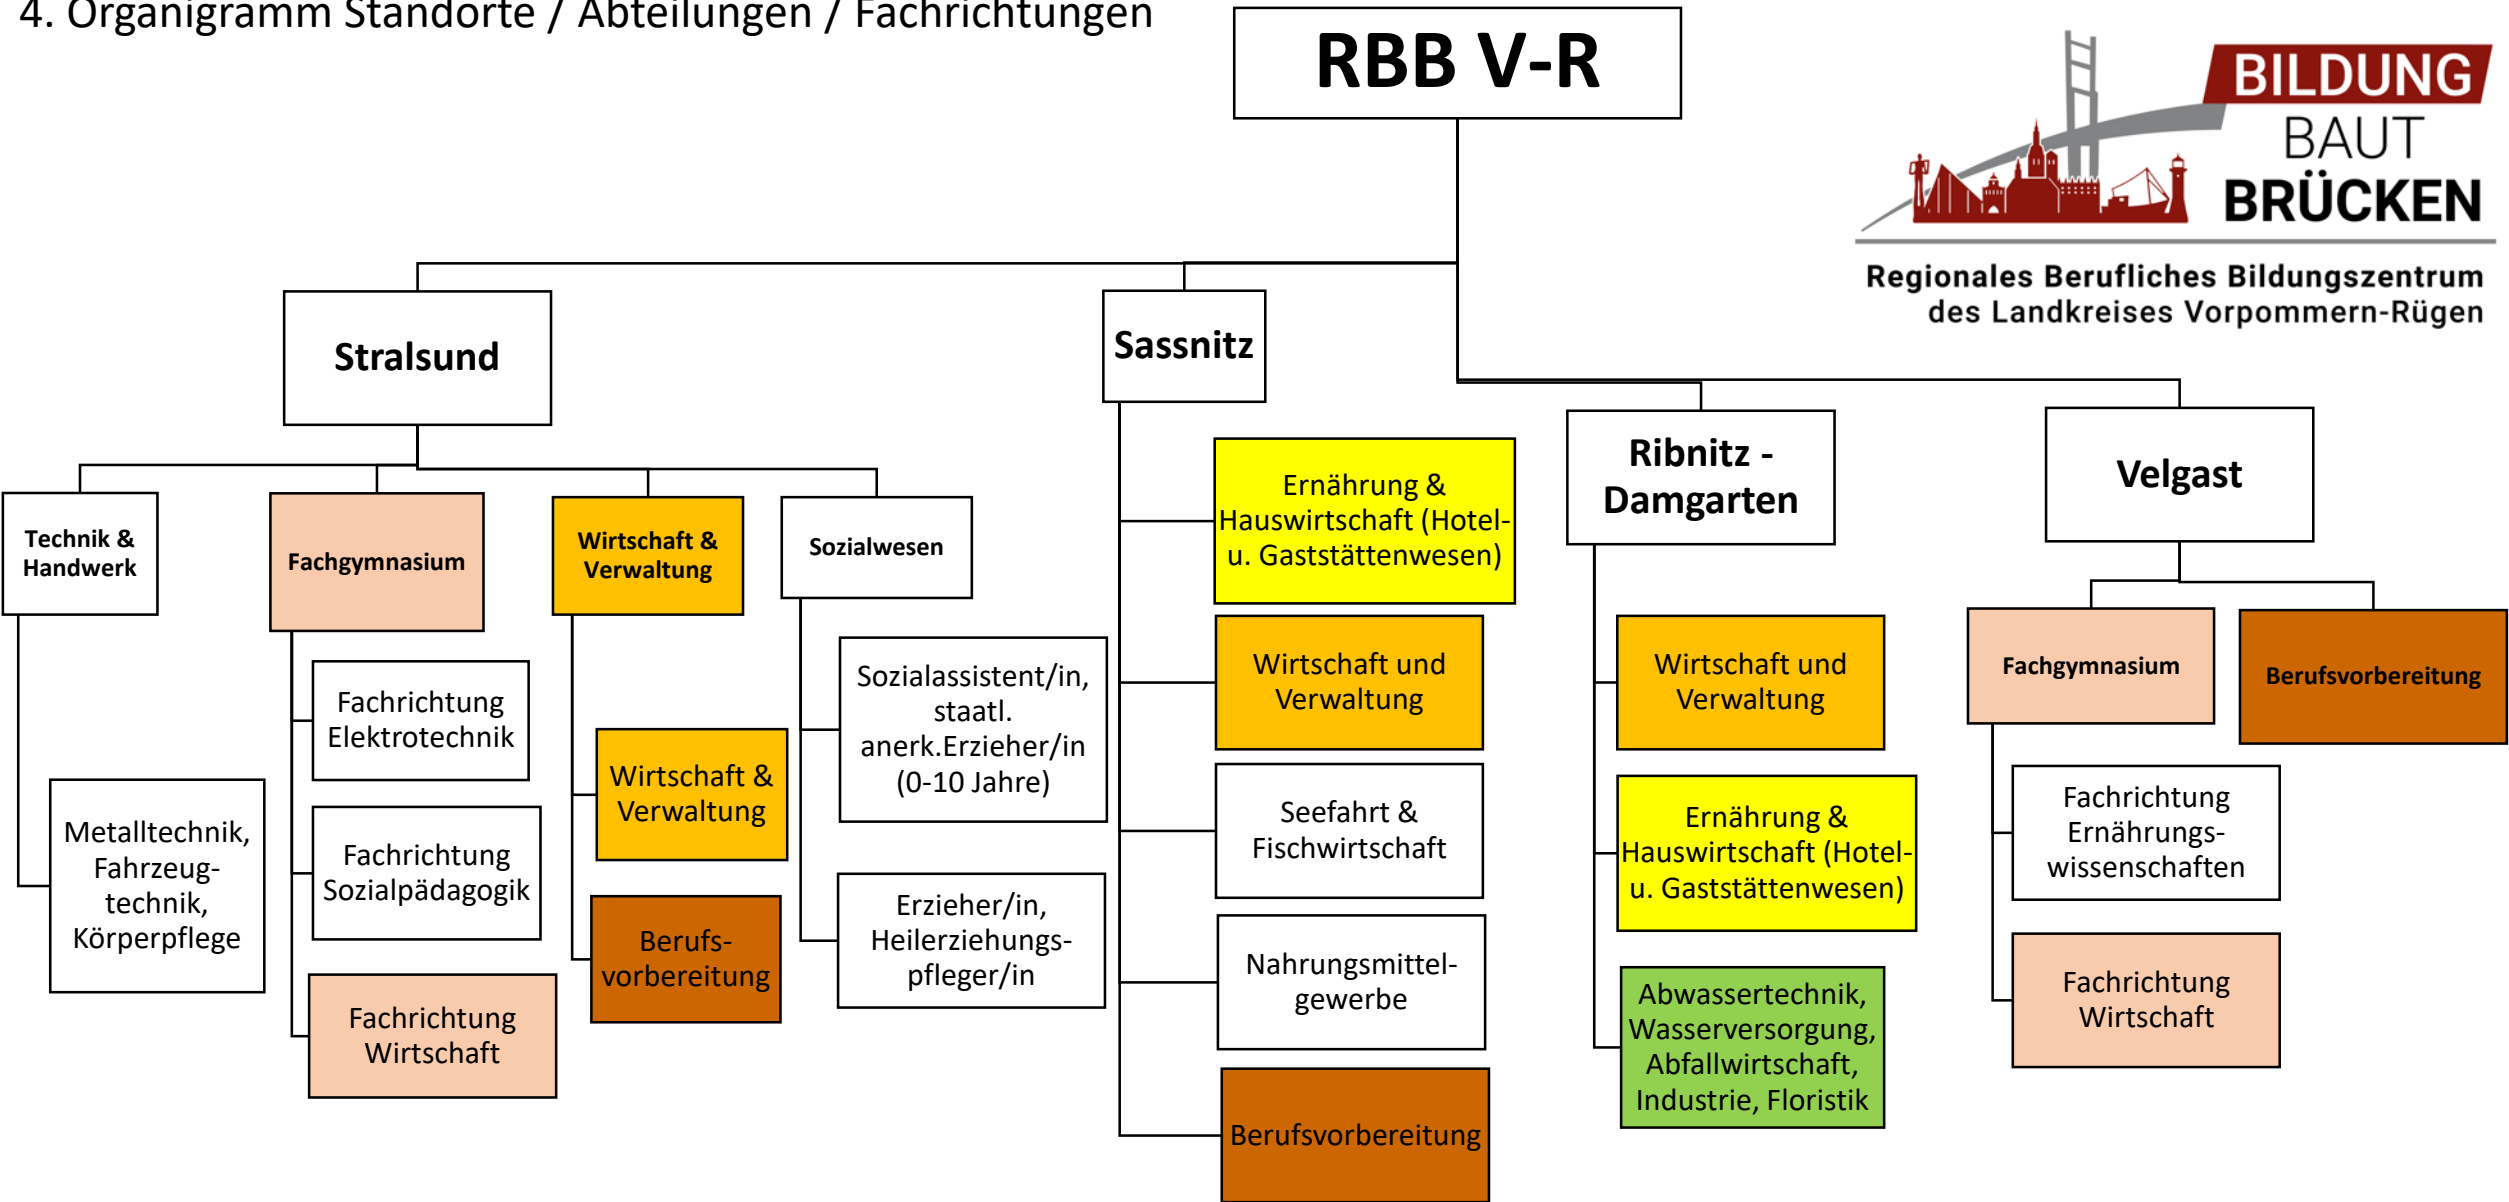 4. Organigramm Standorte / Abteilungen / Fachrichtungen
RBB V-R
BILDUNG
BAUT
BRÜCKEN
Regionales Berufliches Bildungszentrum
des Landkreises Vorpommern-Rügen
Stralsund
Sassnitz
Ribnitz -
Damgarten
Velgast
Technik &
Handwerk
Metalltechnik,
Fahrzeug-
technik,
Körperpflege
Fachgymnasium
Fachrichtung
Elektrotechnik
Fachrichtung
Sozialpädagogik
Fachrichtung
Wirtschaft
Wirtschaft &
Verwaltung
Wirtschaft &
Verwaltung
Berufs-
vorbereitung
Sozialwesen
Sozialassistent/in,
staatl.
anerk.Erzieher/in
(0-10 Jahre)
Erzieher/in,
Heilerziehungs-
pfleger/in
Ernährung &
Hauswirtschaft (Hotel-
u. Gaststättenwesen)
Wirtschaft und
Verwaltung
Seefahrt &
Fischwirtschaft
Nahrungsmittel-
gewerbe
Berufsvorbereitung
Wirtschaft und
Verwaltung
Ernährung &
Hauswirtschaft (Hotel-
u. Gaststättenwesen)
Abwassertechnik,
Wasserversorgung,
Abfallwirtschaft,
Industrie, Floristik
Fachgymnasium
Fachrichtung
Ernährungs-
wissenschaften
Fachrichtung
Wirtschaft
Berufsvorbereitung